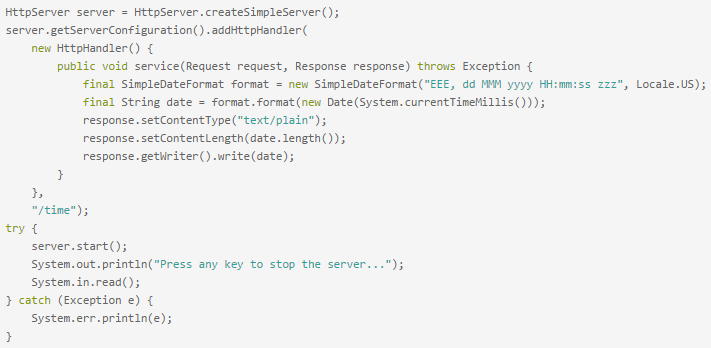 HttpServer server = HttpServer.createSimpleServer();
server.getServerConfiguration().addHttpHandler(
    new HttpHandler() {
        public void service(Request request, Response response) throws Exception {
            final SimpleDateFormat format = new SimpleDateFormat("EEE, dd MMM yyyy HH:mm:ss zzz", Locale.US);
            final String date = format.format(new Date(System.currentTimeMillis()));
            response.setContentType("text/plain");
            response.setContentLength(date.length());
            response.getWriter().write(date);
        }
    },
    "/time");
try {
    server.start();
    System.out.println("Press any key to stop the server...");
    System.in.read();
} catch (Exception e) {
    System.err.println(e);
}